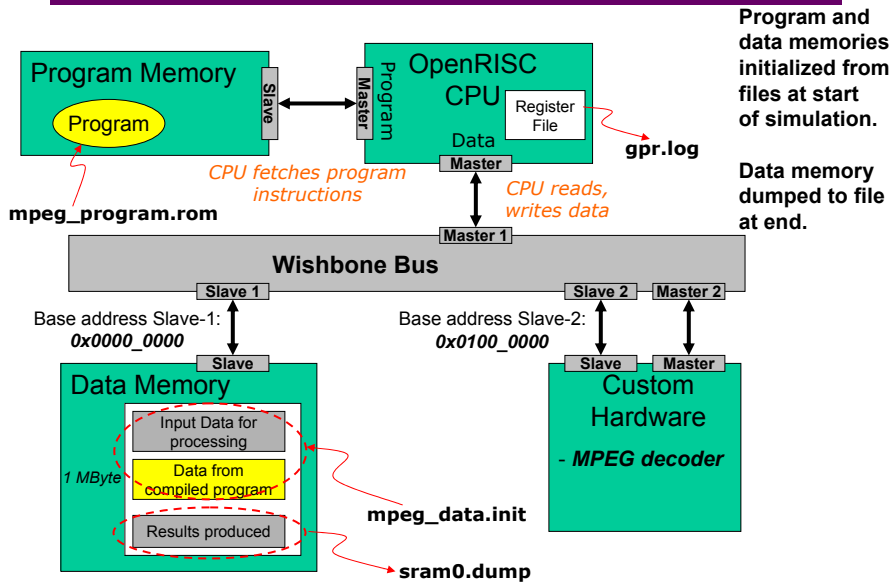 Program and
data memories
initialized from
files at start
of simulation.
Data memory
dumped to file
at end.
Program Memory
Program
Slave
Master
Program
OpenRISC
CPU
Register
File
Data
Master
gpr.log
CPU fetches program
instructions
CPU reads,
writes data
mpeg_program.rom
Master 1
Wishbone Bus
Slave 1
Slave 2
Master 2
Base address Slave-1:
0x0000_0000
Base address Slave-2:
0x0100_0000
Slave
Data Memory
Input Data for
processing
1 MByte
Data from
compiled program
Results produced
Slave
Master
Custom
Hardware
- MPEG decoder
mpeg_data.init
sram0.dump